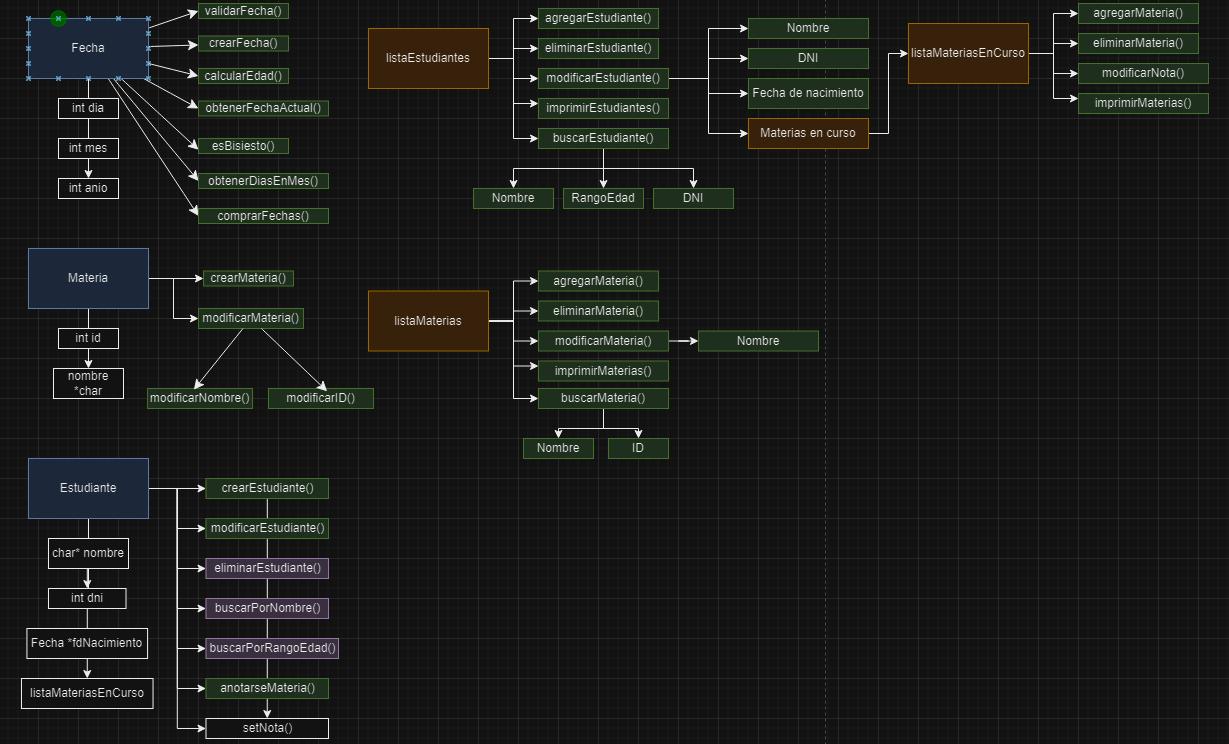 Fecha
int dia
int mes
int anio
validarFecha()
crearFecha()
calcularEdad()
obtenerFechaActual()
esBisiesto()
obtenerDiasEnMes()
comprarFechas()
listaEstudiantes
agregarEstudiante()
eliminarEstudiante()
modificarEstudiante()
imprimirEstudiantes()
buscarEstudiante()
Nombre
RangoEdad
DNI
Nombre
DNI
Fecha de nacimiento
Materias en curso
listaMateriasEnCurso
agregarMateria()
eliminarMateria()
modificarNota()
imprimirMaterias()
Materia
int id
nombre
*char
crearMateria()
modificarMateria()
modificarNombre()
modificarID()
listaMaterias
agregarMateria()
eliminarMateria()
modificarMateria()
imprimirMaterias()
buscarMateria()
Nombre
Nombre
ID
Estudiante
char* nombre
int dni
Fecha *fdNacimiento
listaMateriasEnCurso
crearEstudiante()
modificarEstudiante()
eliminarEstudiante()
buscarPorNombre()
buscarPorRangoEdad()
anotarseMateria()
setNota()